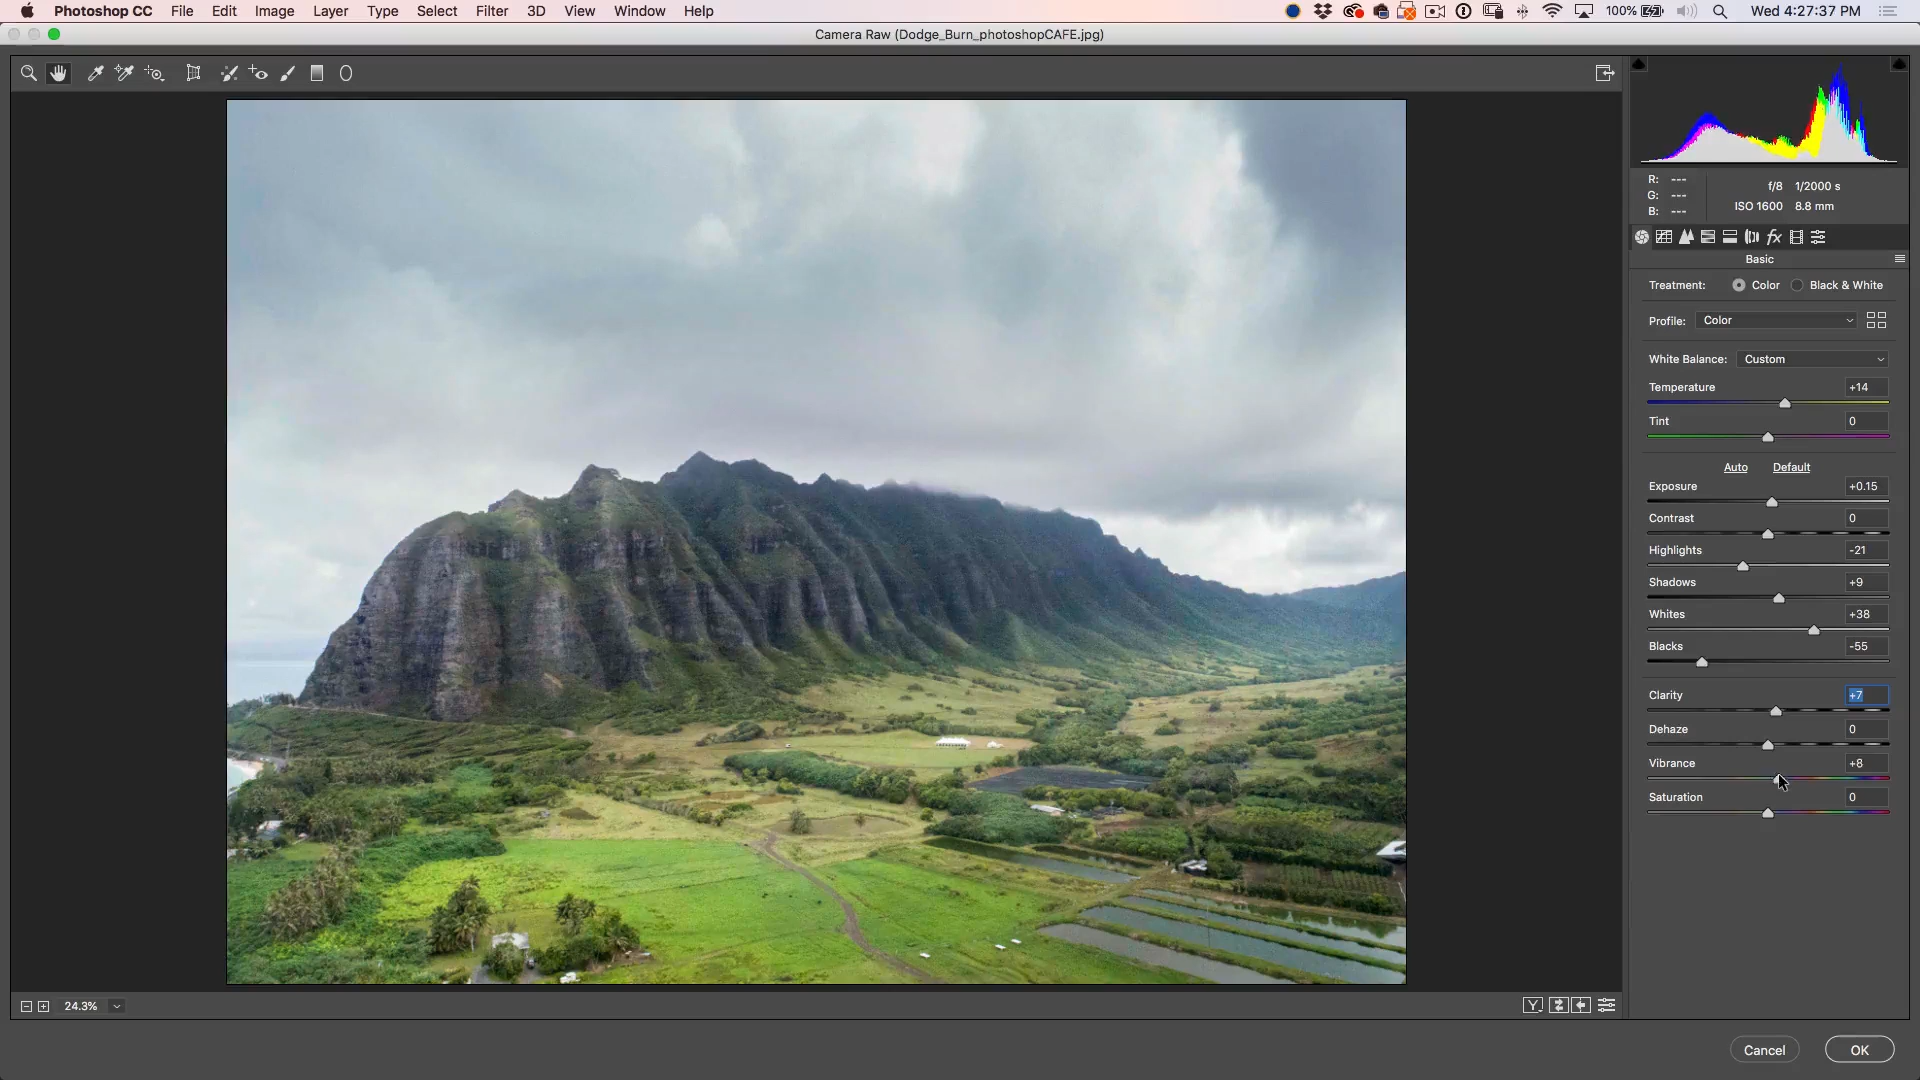 Photoshop CC File Edit Image Layer Type Select Filter 3D View Window Help 100% Wed 4:27:37 PM
Camera Raw (Dodge_Burn_photoshopCAFE.jpg)
R: ---
G: ---
B: ---
f/8 1/2000 s
ISO 1600 8.8 mm
fx
Basic
Treatment: Color Black & White
Profile: Color
White Balance: Custom
Temperature +14
Tint 0
Auto Default
Exposure +0.15
Contrast 0
Highlights -21
Shadows +9
Whites +38
Blacks -55
Clarity +7
Dehaze 0
Vibrance +8
Saturation 0
24.3% Y
Cancel OK